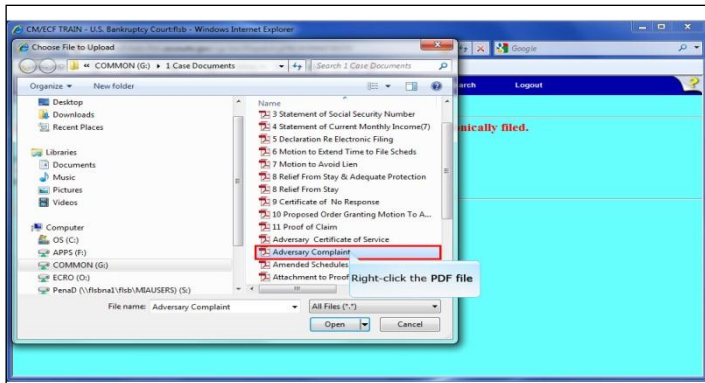 CM/ECF TRAIN - U.S. Bankruptcy Court:flsb - Windows Internet Explorer
Choose File to Upload
Google
« COMMON (G:) ▸ 1 Case Documents
Search 1 Case Documents
Organize
New folder
arch
Logout
Desktop
Downloads
Recent Places
Libraries
Documents
Music
Pictures
Videos
Computer
OS (C:)
APPS (F:)
COMMON (G:)
ECRO (O:)
PenaD (\\flsbna1\flsb\MIAUSERS) (S:)
Name
3 Statement of Social Security Number
4 Statement of Current Monthly Income(7)
5 Declaration Re Electronic Filing
6 Motion to Extend Time to File Scheds
7 Motion to Avoid Lien
8 Relief From Stay & Adequate Protection
8 Relief From Stay
9 Certificate of No Response
10 Proposed Order Granting Motion To A...
11 Proof of Claim
Adversary Certificate of Service
Adversary Complaint
Amended Schedules
Attachment to Proof
nically filed.
Right-click the PDF file
File name: Adversary Complaint
All Files (*.*)
Open
Cancel